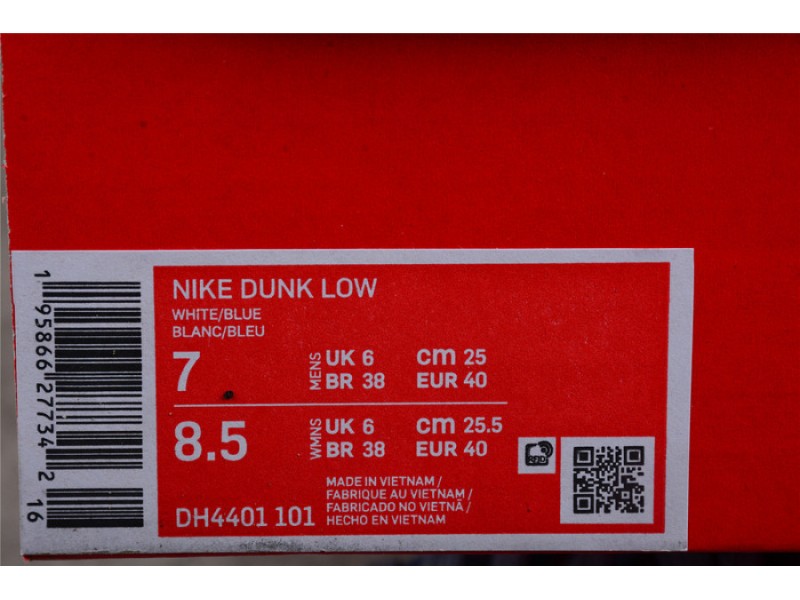 NIKE DUNK LOW
WHITE/BLUE
BLANC/BLEU
7 MENS UK 6 cm 25
BR 38 EUR 40
8.5 WMNS UK 6 cm 25.5
BR 38 EUR 40
MADE IN VIETNAM /
FABRIQUE AU VIETNAM /
FABRICADO NO VIETNÃ /
HECHO EN VIETNAM
DH4401 101
1 95866 27734 2 16